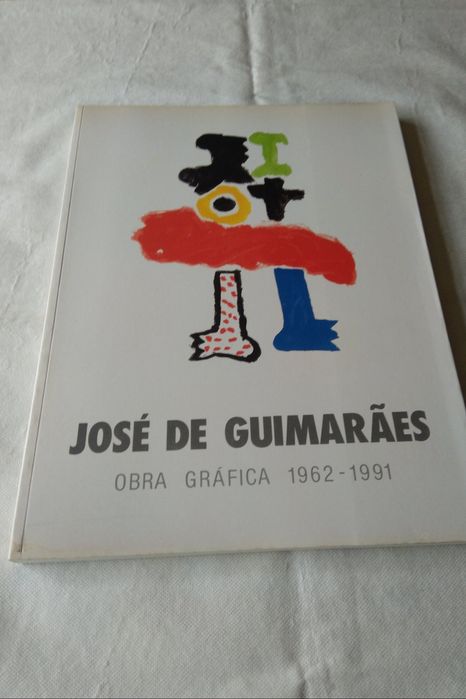 JOSÉ DE GUIMARÃES
OBRA GRÁFICA 1962-1991